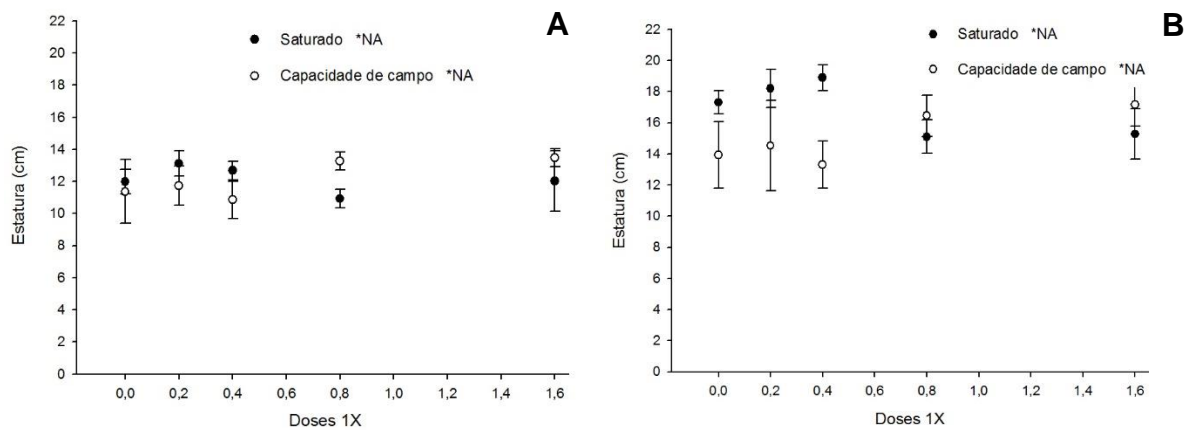 A
Saturado *NA
Capacidade de campo *NA
22
20
18
16
14
12
10
8
6
4
2
0
Estatura (cm)
0,0 0,2 0,4 0,6 0,8 1,0 1,2 1,4 1,6
Doses 1X
B
Saturado *NA
Capacidade de campo *NA
22
20
18
16
14
12
10
8
6
4
2
0
Estatura (cm)
0,0 0,2 0,4 0,6 0,8 1,0 1,2 1,4 1,6
Doses 1X